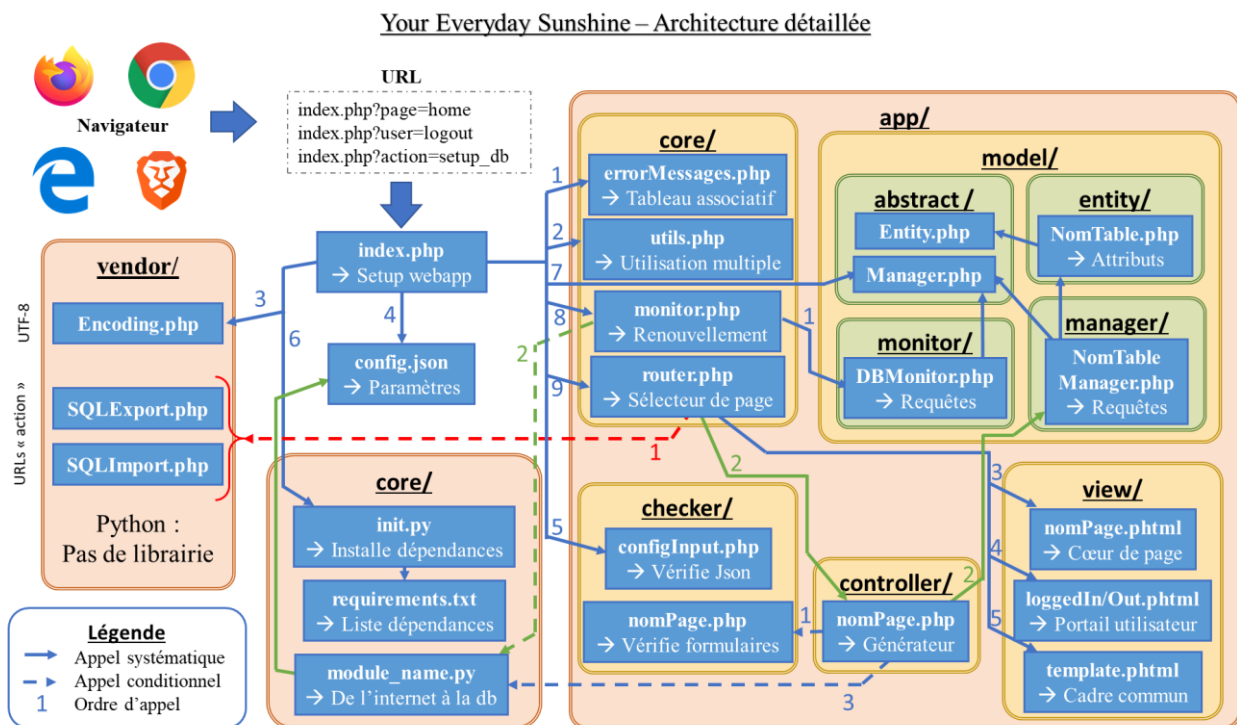 Your Everyday Sunshine – Architecture détaillée
Navigateur
URL
index.php?page=home
index.php?user=logout
index.php?action=setup_db
index.php
→ Setup webapp
3
4
6
config.json
→ Paramètres
vendor/
UTF-8
Encoding.php
URLs « action »
SQLExport.php
SQLImport.php
Python :
Pas de librairie
core/
init.py
→ Installe dépendances
requirements.txt
→ Liste dépendances
module_name.py
→ De l’internet à la db
Légende
Appel systématique
Appel conditionnel
1
Ordre d’appel
app/
core/
1
errorMessages.php
→ Tableau associatif
2
utils.php
→ Utilisation multiple
7
8
monitor.php
→ Renouvellement
2
1
9
router.php
→ Sélecteur de page
1
2
model/
abstract /
Entity.php
Manager.php
entity/
NomTable.php
→ Attributs
monitor/
DBMonitor.php
→ Requêtes
manager/
NomTable
Manager.php
→ Requêtes
checker/
5
configInput.php
→ Vérifie Json
nomPage.php
→ Vérifie formulaires
controller/
1
nomPage.php
→ Générateur
2
3
view/
3
nomPage.phtml
→ Cœur de page
4
loggedIn/Out.phtml
→ Portail utilisateur
5
template.phtml
→ Cadre commun